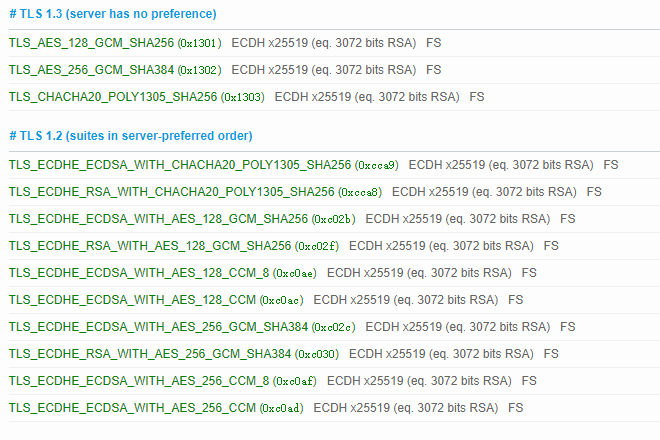 # TLS 1.3 (server has no preference)
TLS_AES_128_GCM_SHA256 (0x1301) ECDH x25519 (eq. 3072 bits RSA) FS
TLS_AES_256_GCM_SHA384 (0x1302) ECDH x25519 (eq. 3072 bits RSA) FS
TLS_CHACHA20_POLY1305_SHA256 (0x1303) ECDH x25519 (eq. 3072 bits RSA) FS
# TLS 1.2 (suites in server-preferred order)
TLS_ECDHE_ECDSA_WITH_CHACHA20_POLY1305_SHA256 (0xcca9) ECDH x25519 (eq. 3072 bits RSA) FS
TLS_ECDHE_RSA_WITH_CHACHA20_POLY1305_SHA256 (0xcca8) ECDH x25519 (eq. 3072 bits RSA) FS
TLS_ECDHE_ECDSA_WITH_AES_128_GCM_SHA256 (0xc02b) ECDH x25519 (eq. 3072 bits RSA) FS
TLS_ECDHE_RSA_WITH_AES_128_GCM_SHA256 (0xc02f) ECDH x25519 (eq. 3072 bits RSA) FS
TLS_ECDHE_ECDSA_WITH_AES_128_CCM_8 (0xc0ae) ECDH x25519 (eq. 3072 bits RSA) FS
TLS_ECDHE_ECDSA_WITH_AES_128_CCM (0xc0ac) ECDH x25519 (eq. 3072 bits RSA) FS
TLS_ECDHE_ECDSA_WITH_AES_256_GCM_SHA384 (0xc02c) ECDH x25519 (eq. 3072 bits RSA) FS
TLS_ECDHE_RSA_WITH_AES_256_GCM_SHA384 (0xc030) ECDH x25519 (eq. 3072 bits RSA) FS
TLS_ECDHE_ECDSA_WITH_AES_256_CCM_8 (0xc0af) ECDH x25519 (eq. 3072 bits RSA) FS
TLS_ECDHE_ECDSA_WITH_AES_256_CCM (0xc0ad) ECDH x25519 (eq. 3072 bits RSA) FS